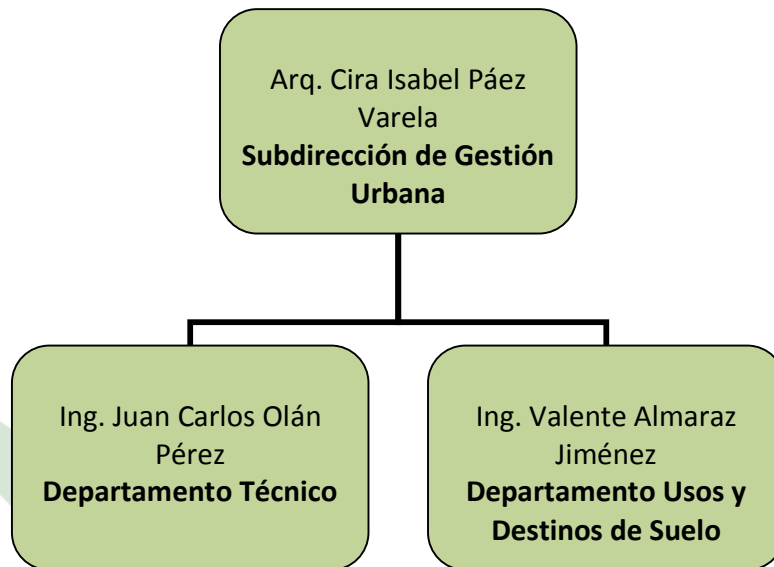 Arq. Cira Isabel Páez
Varela
Subdirección de Gestión
Urbana
Ing. Juan Carlos Olán
Pérez
Departamento Técnico
Ing. Valente Almaraz
Jiménez
Departamento Usos y
Destinos de Suelo